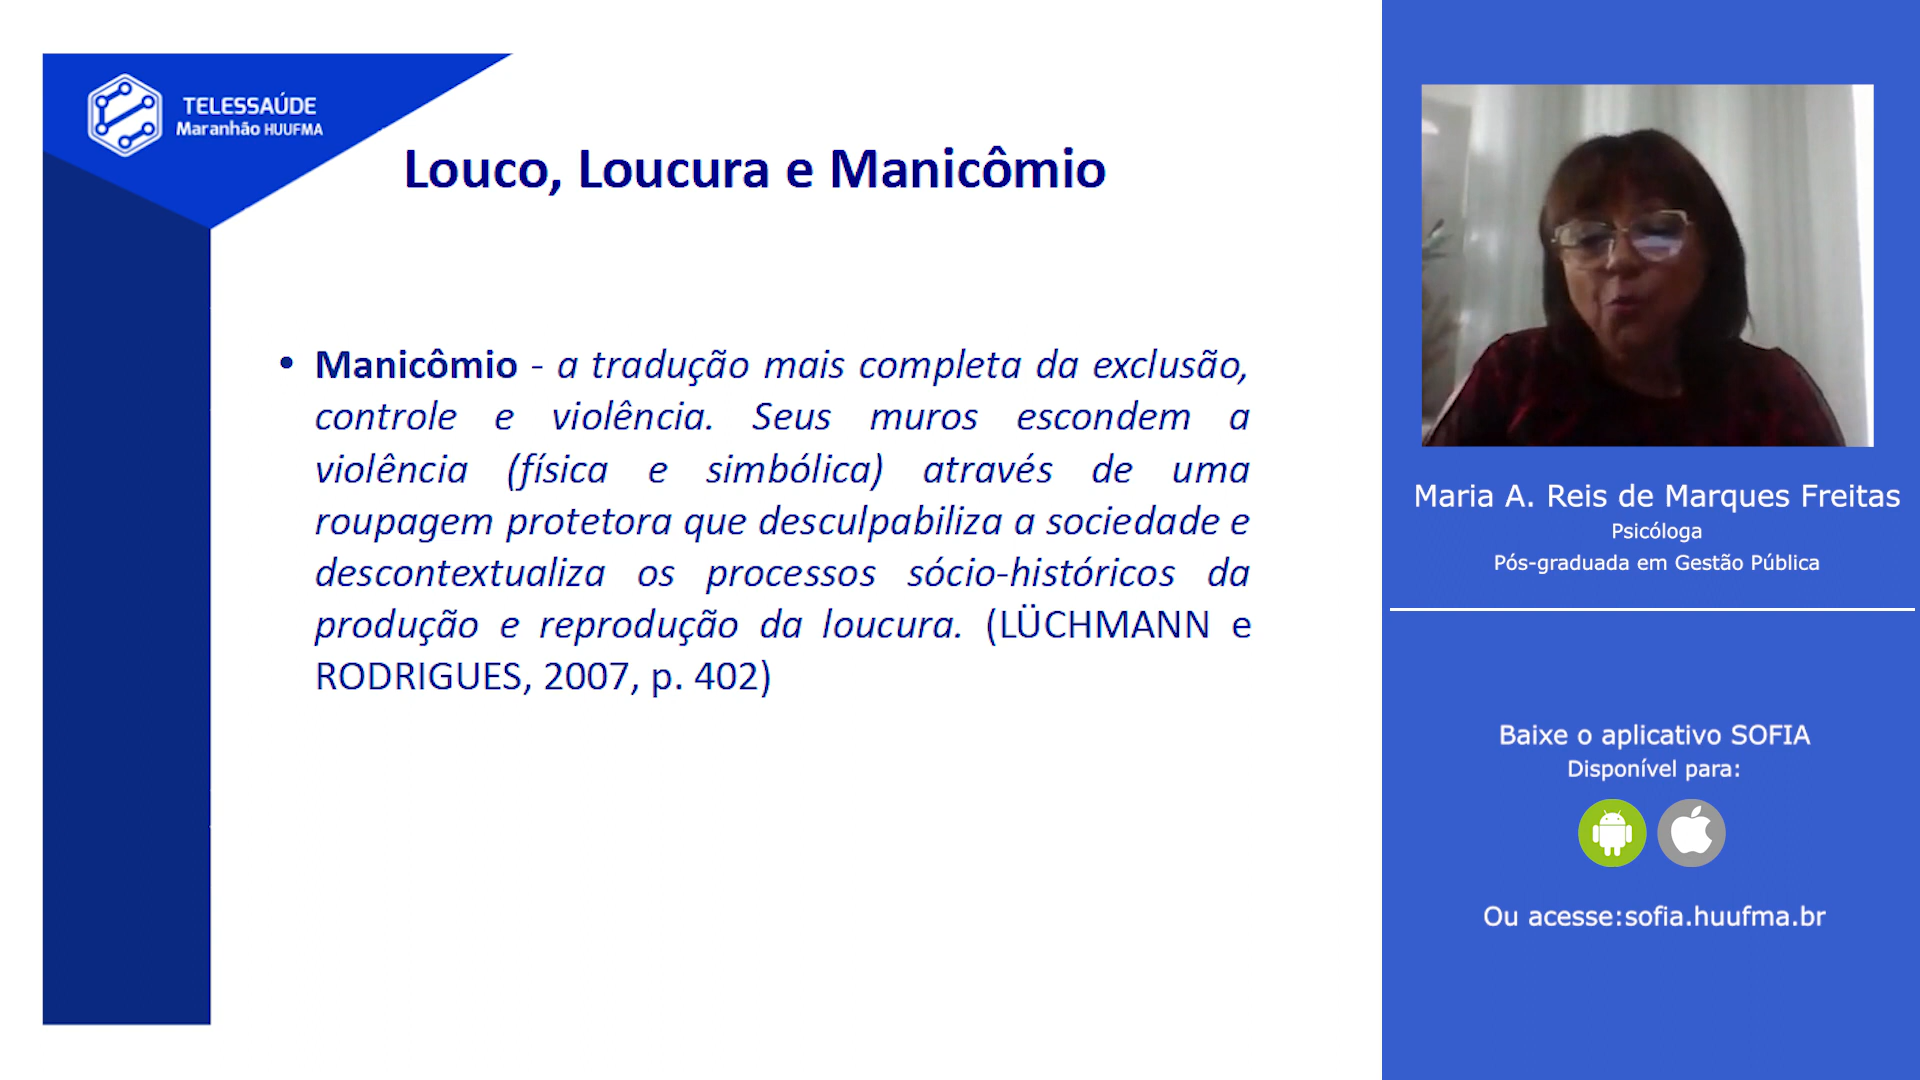 TELESSAÚDE
Maranhão HUUFMA
Louco, Loucura e Manicômio
• Manicômio - a tradução mais completa da exclusão,
controle e violência. Seus muros escondem a
violência (física e simbólica) através de uma
roupagem protetora que desculpabiliza a sociedade e
descontextualiza os processos sócio-históricos da
produção e reprodução da loucura. (LÜCHMANN e
RODRIGUES, 2007, p. 402)
Maria A. Reis de Marques Freitas
Psicóloga
Pós-graduada em Gestão Pública
Baixe o aplicativo SOFIA
Disponível para:
Ou acesse:sofia.huufma.br